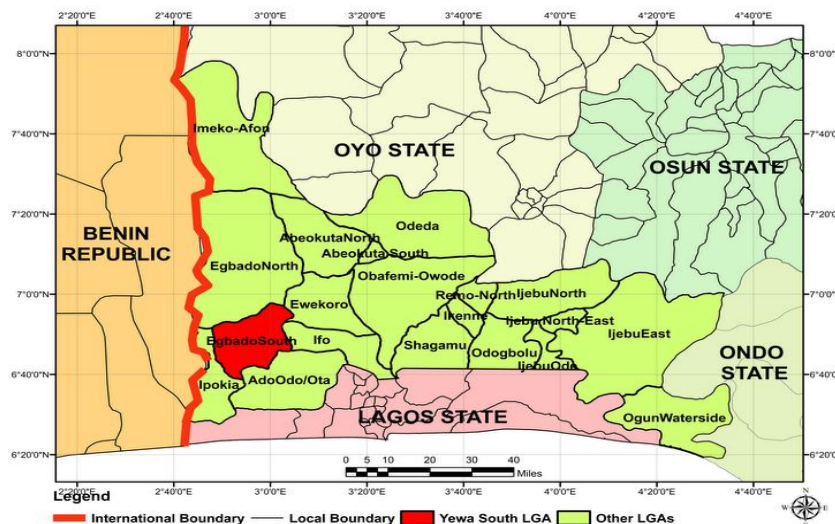 2°20'0"E 2°40'0"E 3°0'0"E 3°20'0"E 3°40'0"E 4°0'0"E 4°20'0"E 4°40'0"E
8°0'0"N 8°0'0"N
Imeko-Afon
7°40'0"N 7°40'0"N
OYO STATE
OSUN STATE
7°20'0"N 7°20'0"N
Odeda
BENIN
REPUBLIC
AbeokutaNorth
Abeokuta South
EgbadoNorth
Obafemi-Owode
7°0'0"N 7°0'0"N
Remo-North
IjebuNorth
Ewekoro
Ikenne
Ijebu North-East
IjebuEast
EgbadoSouth
Ifo
Shagamu
Odogbolu
IjebuOde
ONDO
STATE
6°40'0"N 6°40'0"N
Ipokia
AdoOdo/Ota
LAGOS STATE
OgunWaterside
6°20'0"N 6°20'0"N
0 5 10 20 30 40
Miles
2°20'0"E 2°40'0"E 3°0'0"E 3°20'0"E 3°40'0"E 4°0'0"E 4°20'0"E 4°40'0"E
Legend
International Boundary Local Boundary Yewa South LGA Other LGAs
N
W E
S